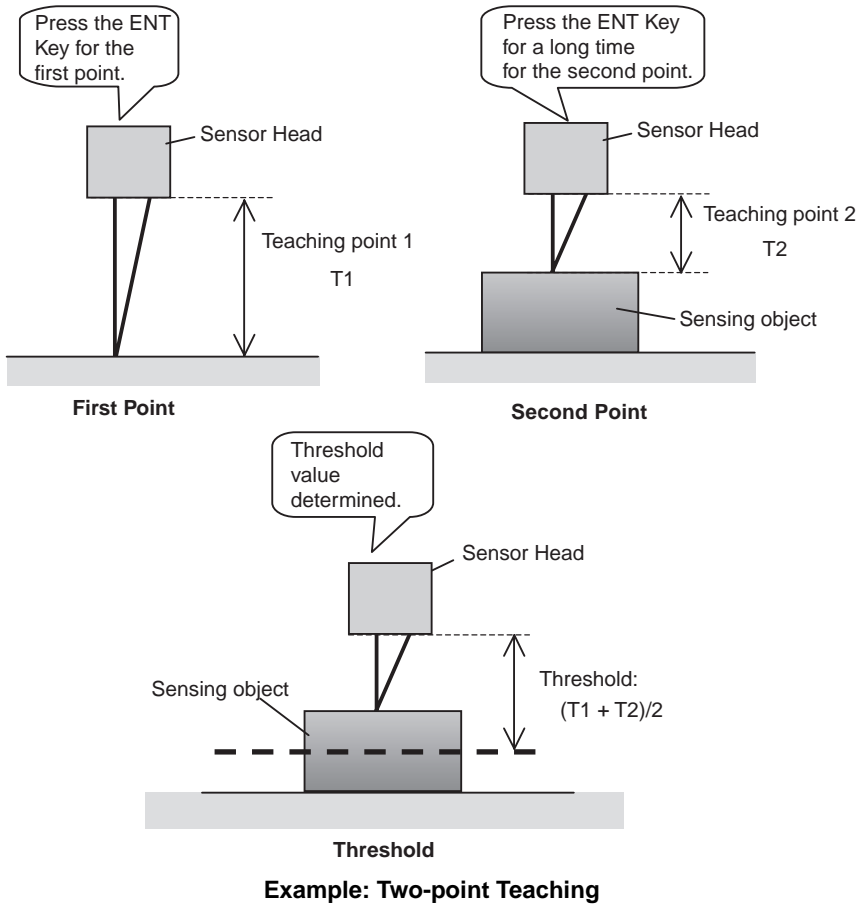 Press the ENT
Key for the
first point.
Sensor Head
Teaching point 1
T1
First Point
Press the ENT Key
for a long time
for the second point.
Sensor Head
Teaching point 2
T2
Sensing object
Second Point
Threshold
value
determined.
Sensor Head
Sensing object
Threshold:
(T1 + T2)/2
Threshold
Example: Two-point Teaching